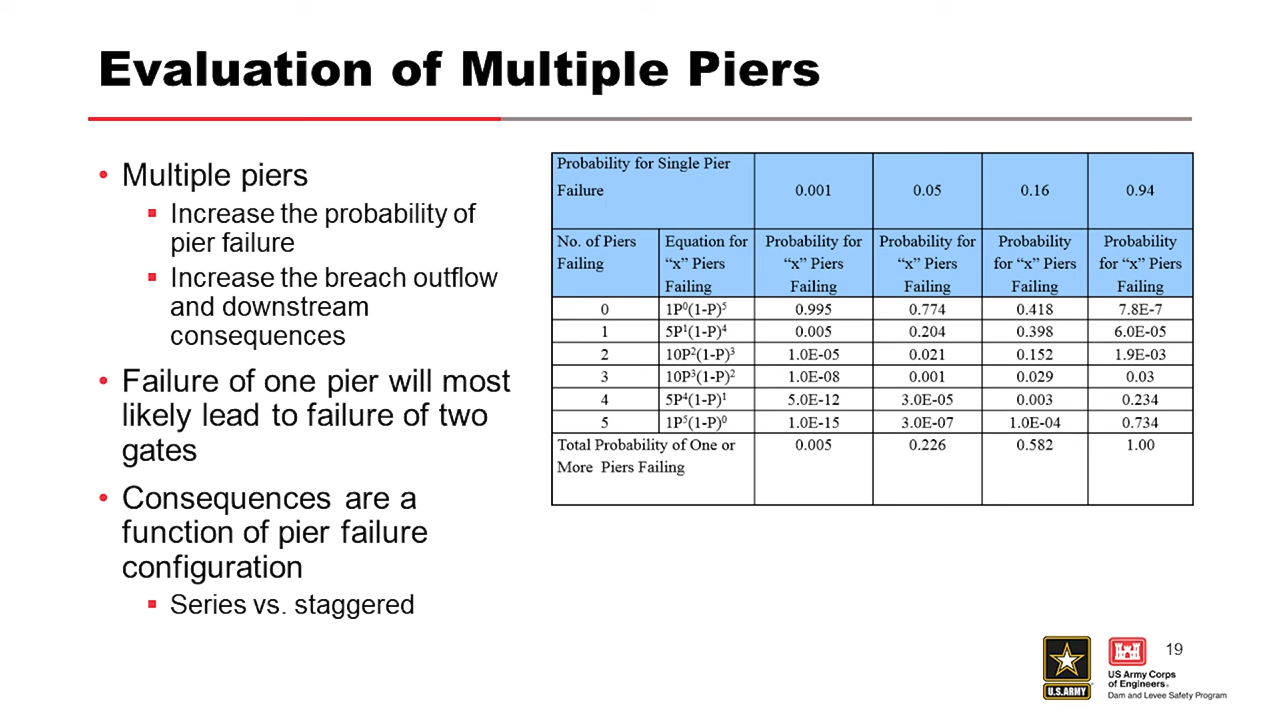 Evaluation of Multiple Piers
• Multiple piers
▪ Increase the probability of
pier failure
▪ Increase the breach outflow
and downstream
consequences
• Failure of one pier will most
likely lead to failure of two
gates
• Consequences are a
function of pier failure
configuration
▪ Series vs. staggered
Probability for Single Pier
Failure 0.001 0.05 0.16 0.94
No. of Piers Equation for Probability for Probability for Probability Probability
Failing “x” Piers “x” Piers “x” Piers for “x” Piers for “x” Piers
Failing Failing Failing Failing Failing
0 1P⁰(1-P)⁵ 0.995 0.774 0.418 7.8E-7
1 5P¹(1-P)⁴ 0.005 0.204 0.398 6.0E-05
2 10P²(1-P)³ 1.0E-05 0.021 0.152 1.9E-03
3 10P³(1-P)² 1.0E-08 0.001 0.029 0.03
4 5P⁴(1-P)¹ 5.0E-12 3.0E-05 0.003 0.234
5 1P⁵(1-P)⁰ 1.0E-15 3.0E-07 1.0E-04 0.734
Total Probability of One or 0.005 0.226 0.582 1.00
More Piers Failing
19
U.S.ARMY
US Army Corps
of Engineers®
Dam and Levee Safety Program